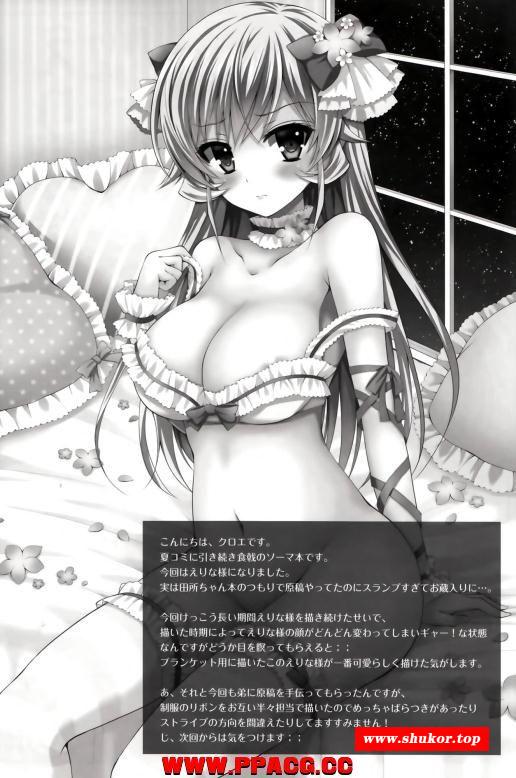 こんにちは、クロエです。
夏コミに引き続き食戟のソーマ本です。
今回はえりな様になりました。
実は田所ちゃん本のつもりで原稿やってたのにスランプすぎてお蔵入りに…。
今回けっこう長い期間えりな様を描き続けたせいで、
描いた時期によってえりなの顔がどんどん変わってしまいギャー！な状態
なんですがどうか目を瞑ってもらえると；；
ブランケット用に描いたこのえりな様が一番可愛らしく描けた気がします。
あ、それと今回も弟に原稿を手伝ってもらったんですが、
制服のリボンをお互い半々担当で描いたのでめっちゃばらつきがあったり
ストライプの方向を間違えたりしてますすみません！
じ、次回からは気をつけます；；
www.shukor.top
WWW.PPACG.CC